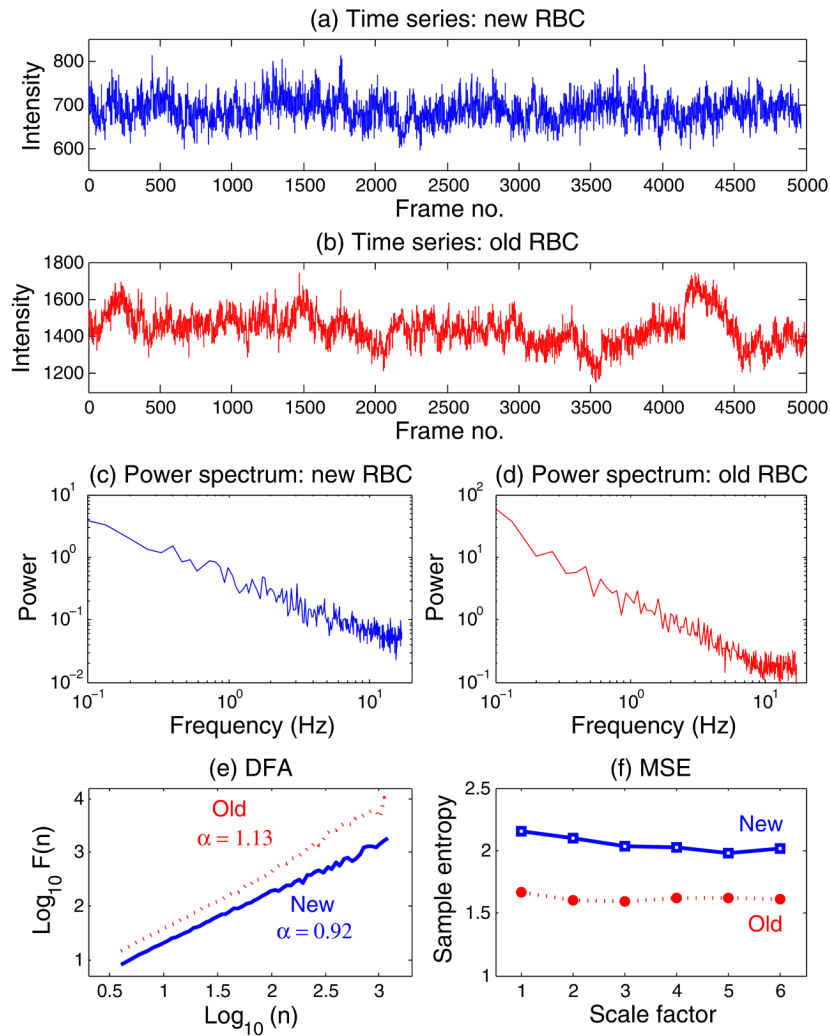 (a) Time series: new RBC
Intensity
800
700
600
0 500 1000 1500 2000 2500 3000 3500 4000 4500 5000
Frame no.
(b) Time series: old RBC
Intensity
1800
1600
1400
1200
0 500 1000 1500 2000 2500 3000 3500 4000 4500 5000
Frame no.
(c) Power spectrum: new RBC
Power
10^1
10^0
10^-1
10^-2
10^-1 10^0 10^1
Frequency (Hz)
(d) Power spectrum: old RBC
Power
10^2
10^1
10^0
10^-1
10^-1 10^0 10^1
Frequency (Hz)
(e) DFA
Log10 F(n)
4
3
2
1
Old
α = 1.13
New
α = 0.92
0.5 1 1.5 2 2.5 3
Log10 (n)
(f) MSE
Sample entropy
2.5
2
1.5
1
New
Old
1 2 3 4 5 6
Scale factor